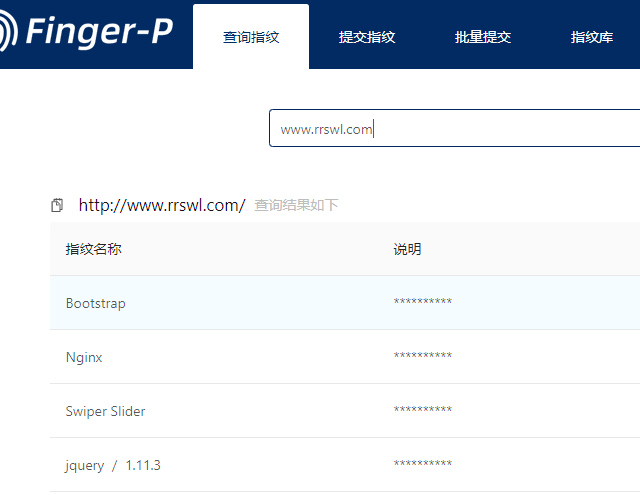 Finger-P 查询指纹 提交指纹 批量提交 指纹库
www.rrswl.com
http://www.rrswl.com/ 查询结果如下
指纹名称 说明
Bootstrap **********
Nginx **********
Swiper Slider **********
jquery / 1.11.3 **********